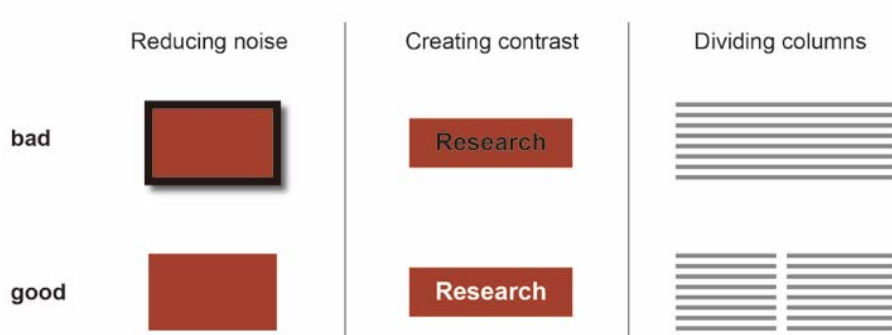 Reducing noise
Creating contrast
Dividing columns
bad
Research
good
Research